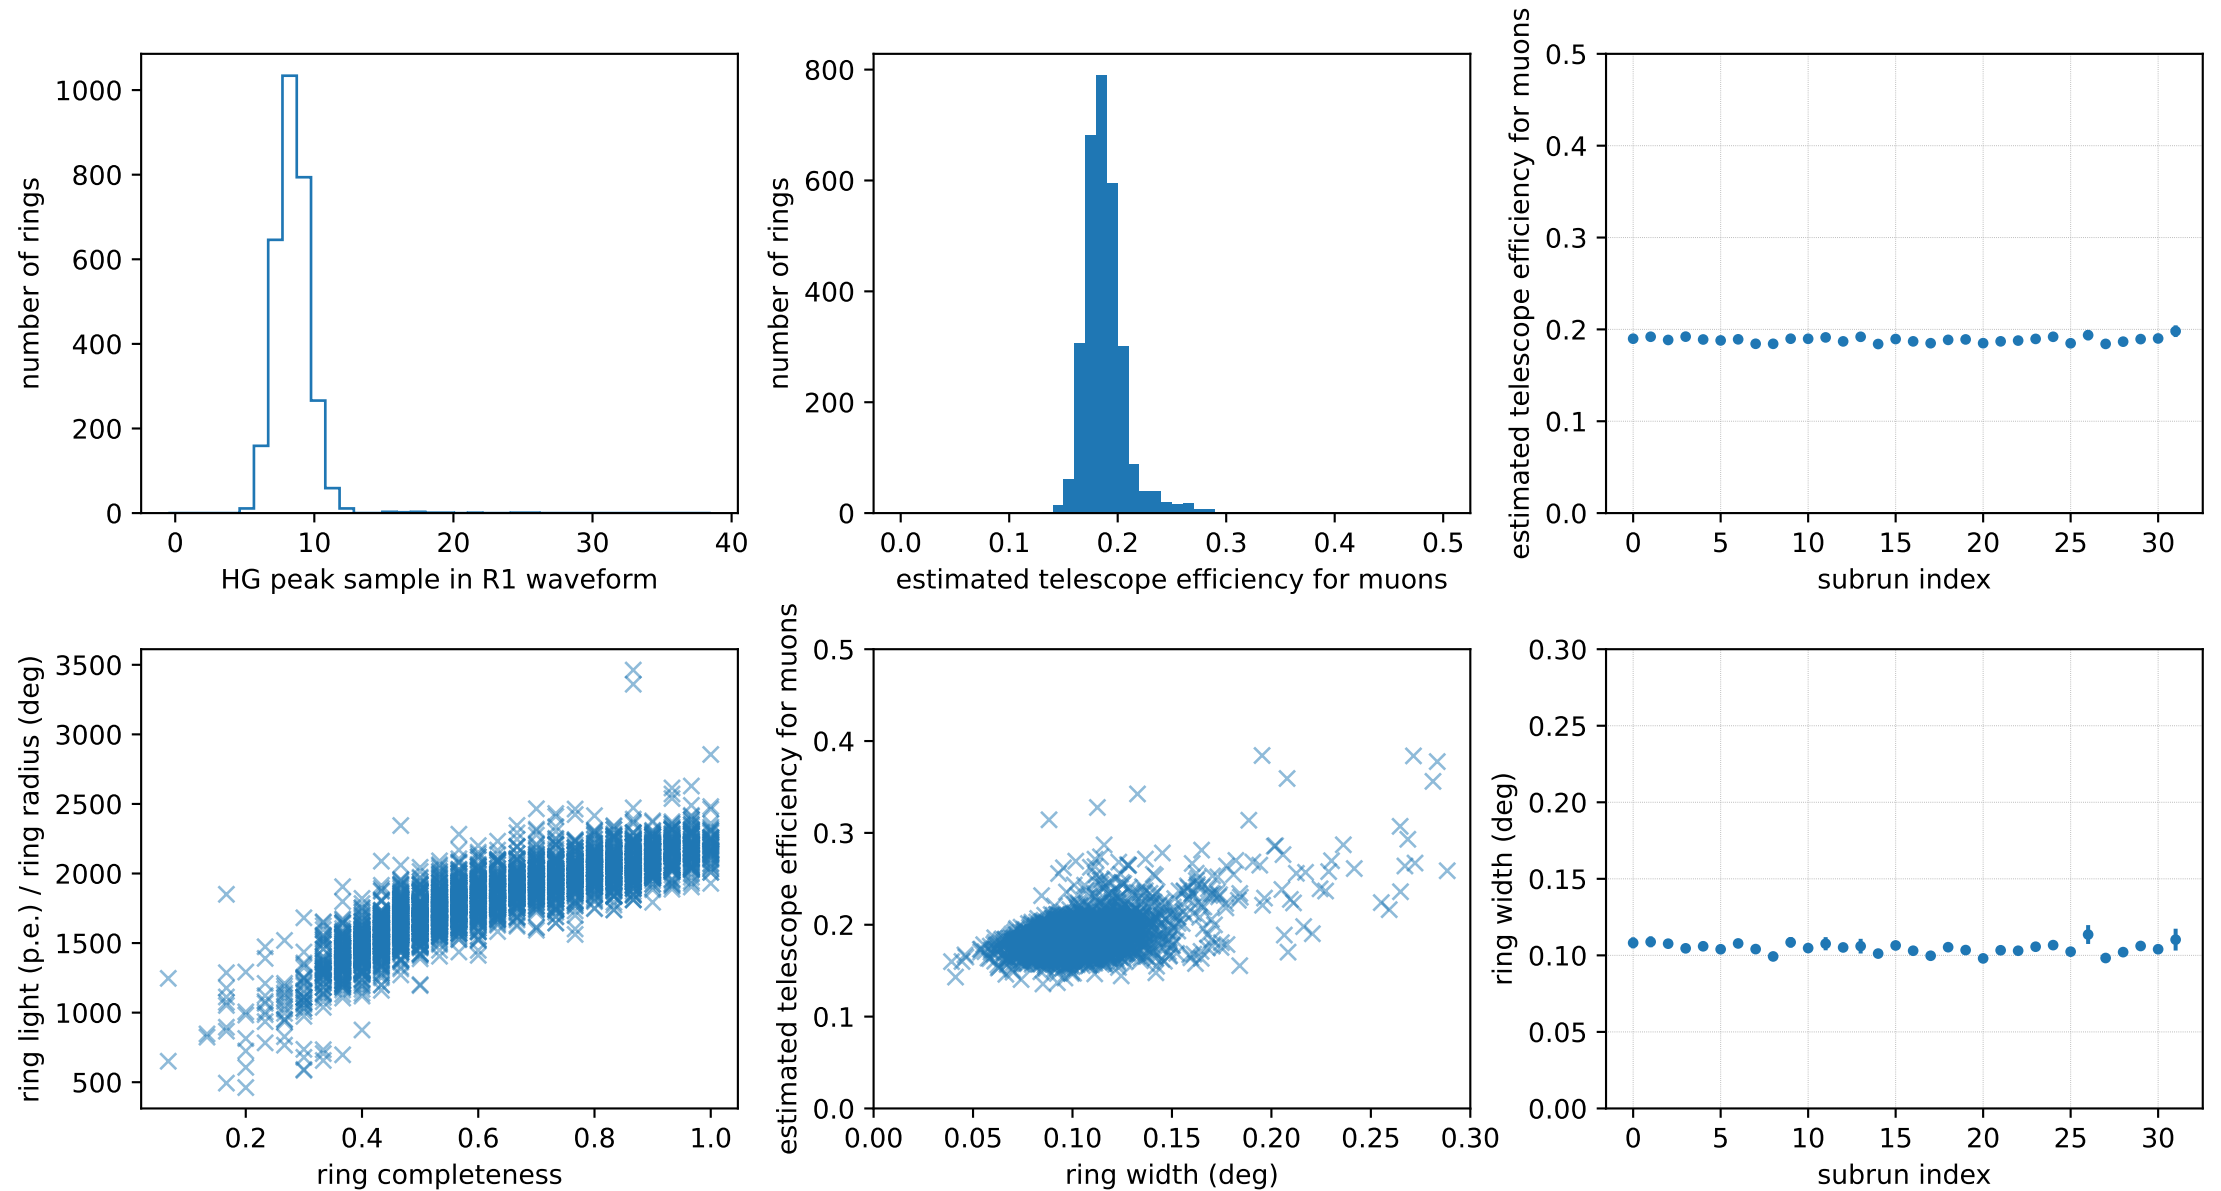 number of rings
1000
800
600
400
200
0
0 10 20 30 40
HG peak sample in R1 waveform
number of rings
800
600
400
200
0
0.0 0.1 0.2 0.3 0.4 0.5
estimated telescope efficiency for muons
estimated telescope efficiency for muons
0.5
0.4
0.3
0.2
0.1
0.0
0 5 10 15 20 25 30
subrun index
ring light (p.e.) / ring radius (deg)
3500
3000
2500
2000
1500
1000
500
0.2 0.4 0.6 0.8 1.0
ring completeness
estimated telescope efficiency for muons
0.5
0.4
0.3
0.2
0.1
0.0
0.00 0.05 0.10 0.15 0.20 0.25 0.30
ring width (deg)
ring width (deg)
0.30
0.25
0.20
0.15
0.10
0.05
0.00
0 5 10 15 20 25 30
subrun index